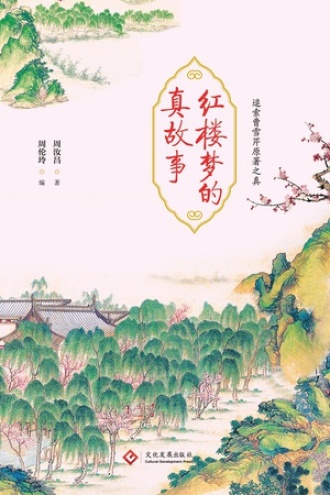 追索曹雪芹原著之真
红楼梦的
真故事
周汝昌 著
周伦玲 编
文化发展出版社
Cultural Development Press